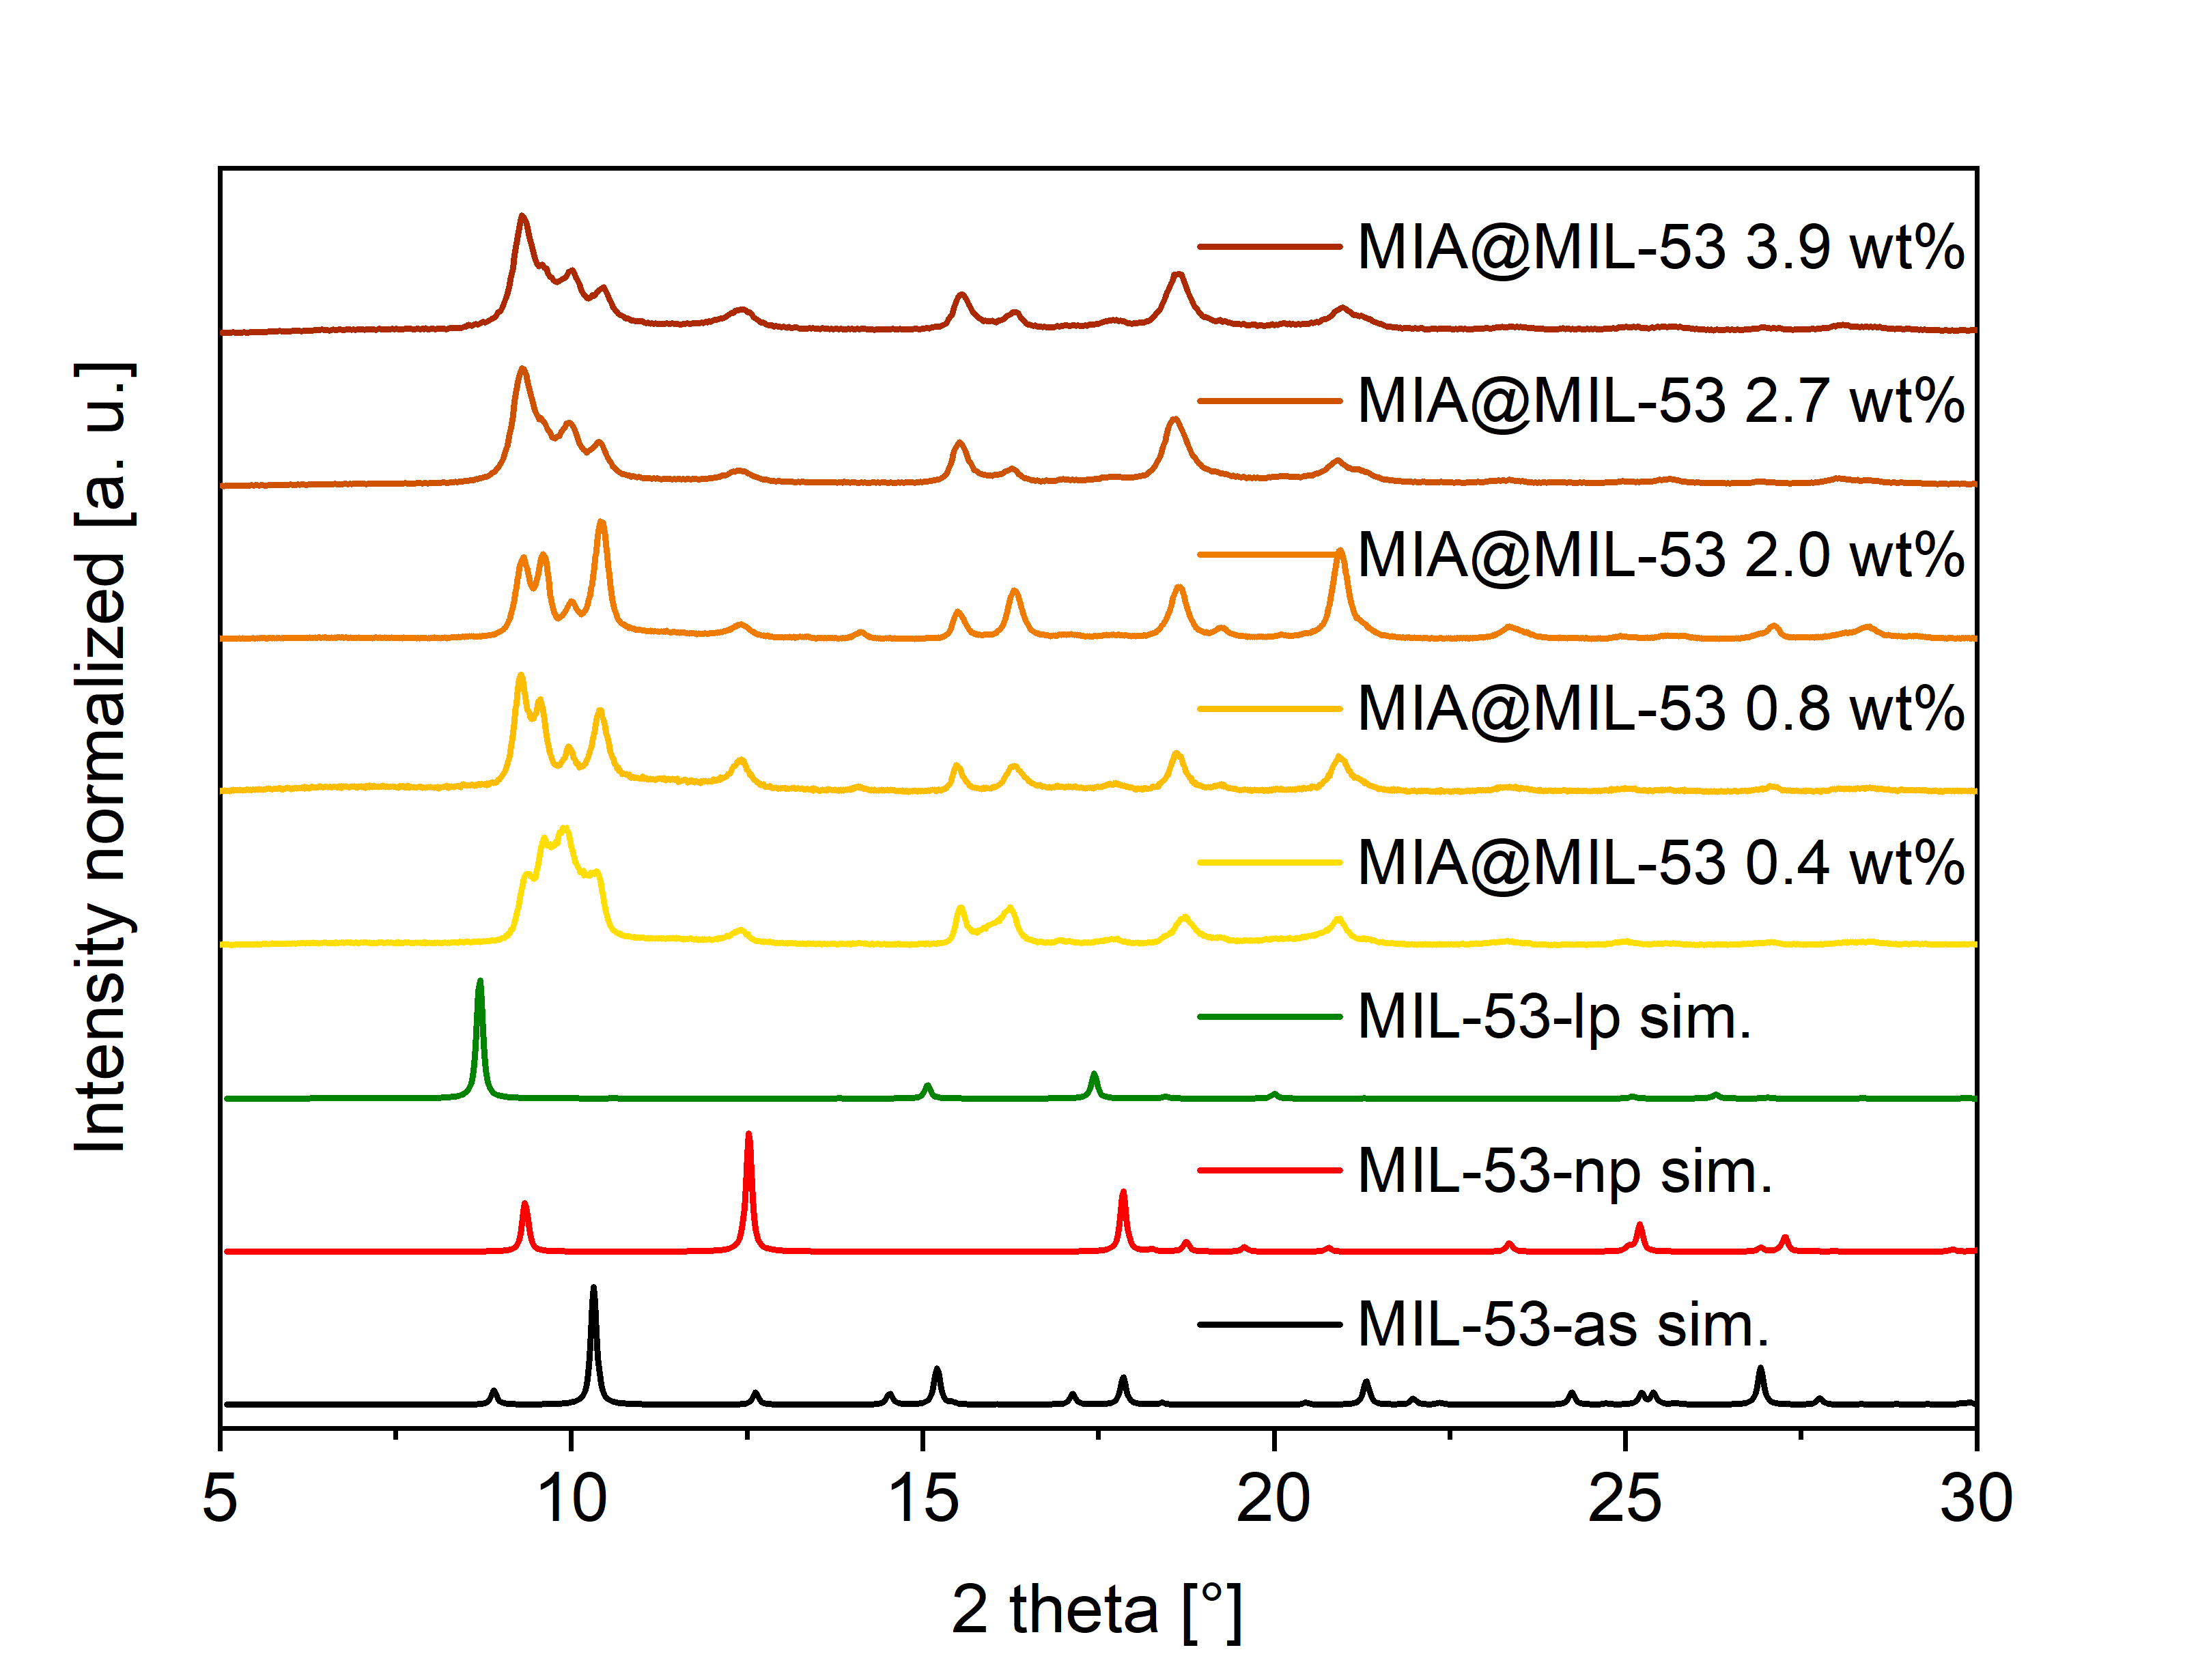 Intensity normalized [a. u.]
MIA@MIL-53 3.9 wt%
MIA@MIL-53 2.7 wt%
MIA@MIL-53 2.0 wt%
MIA@MIL-53 0.8 wt%
MIA@MIL-53 0.4 wt%
MIL-53-lp sim.
MIL-53-np sim.
MIL-53-as sim.
5 10 15 20 25 30
2 theta [°]